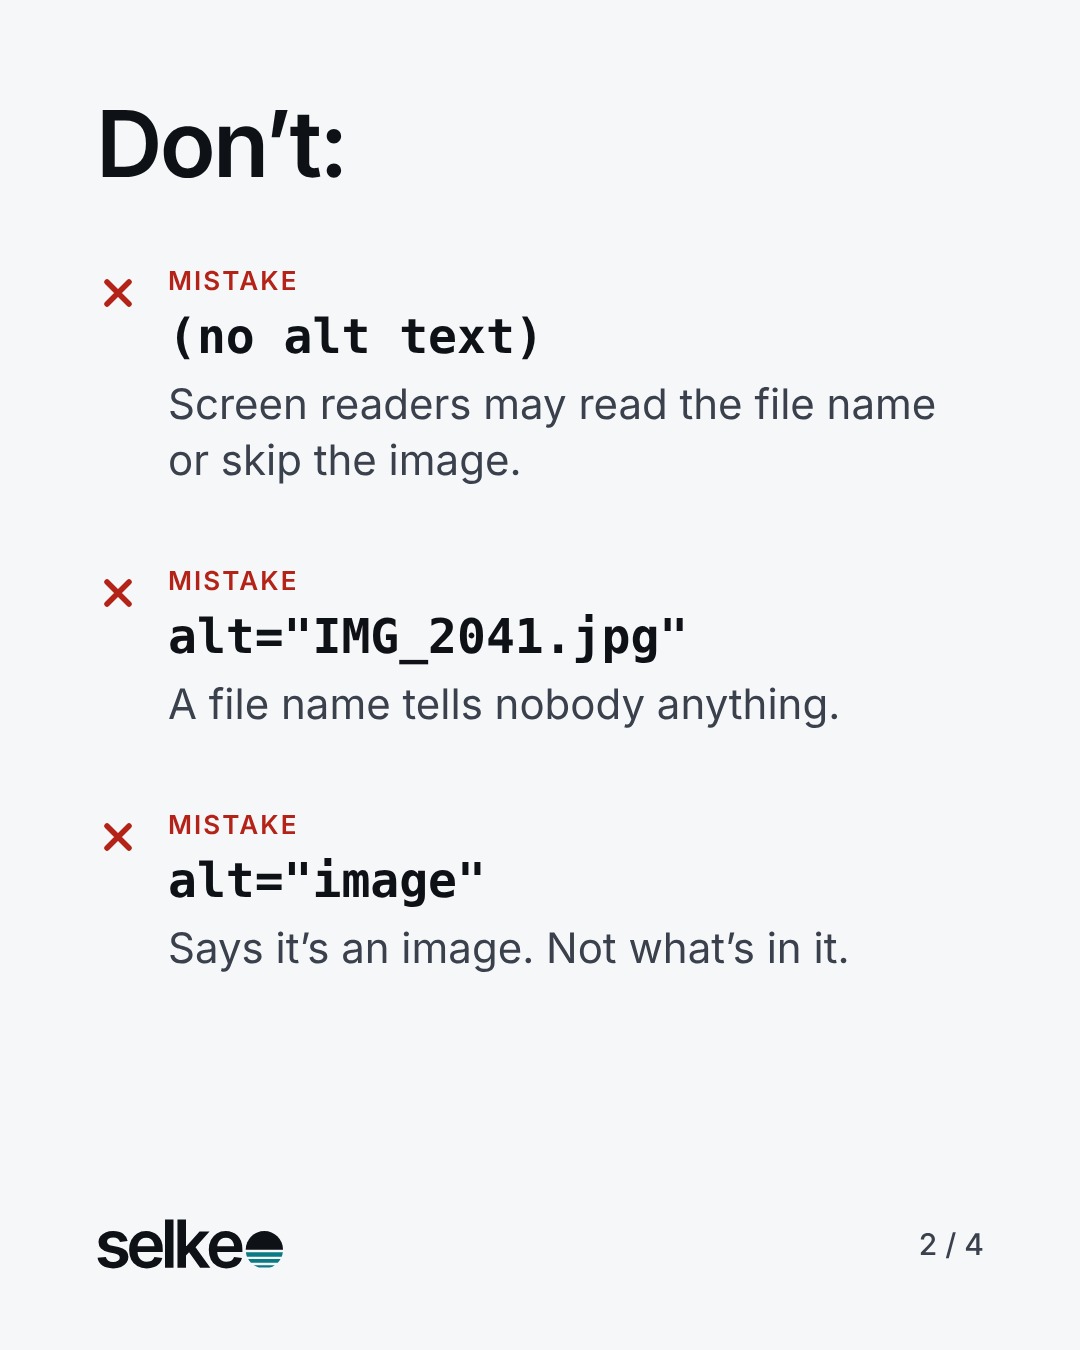 Don’t:
MISTAKE
(no alt text)
Screen readers may read the file name
or skip the image.
MISTAKE
alt="IMG_2041.jpg"
A file name tells nobody anything.
MISTAKE
alt="image"
Says it’s an image. Not what’s in it.
selkeo
2 / 4